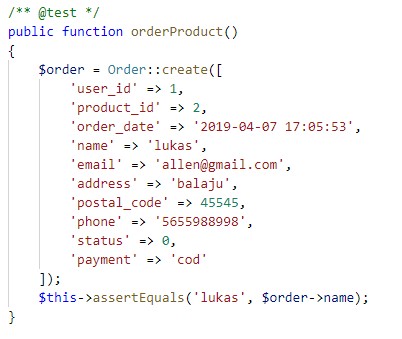 /** @test */
public function orderProduct()
{
    $order = Order::create([
        'user_id' => 1,
        'product_id' => 2,
        'order_date' => '2019-04-07 17:05:53',
        'name' => 'lukas',
        'email' => 'allen@gmail.com',
        'address' => 'balaju',
        'postal_code' => 45545,
        'phone' => '5655988998',
        'status' => 0,
        'payment' => 'cod'
    ]);
    $this->assertEquals('lukas', $order->name);
}